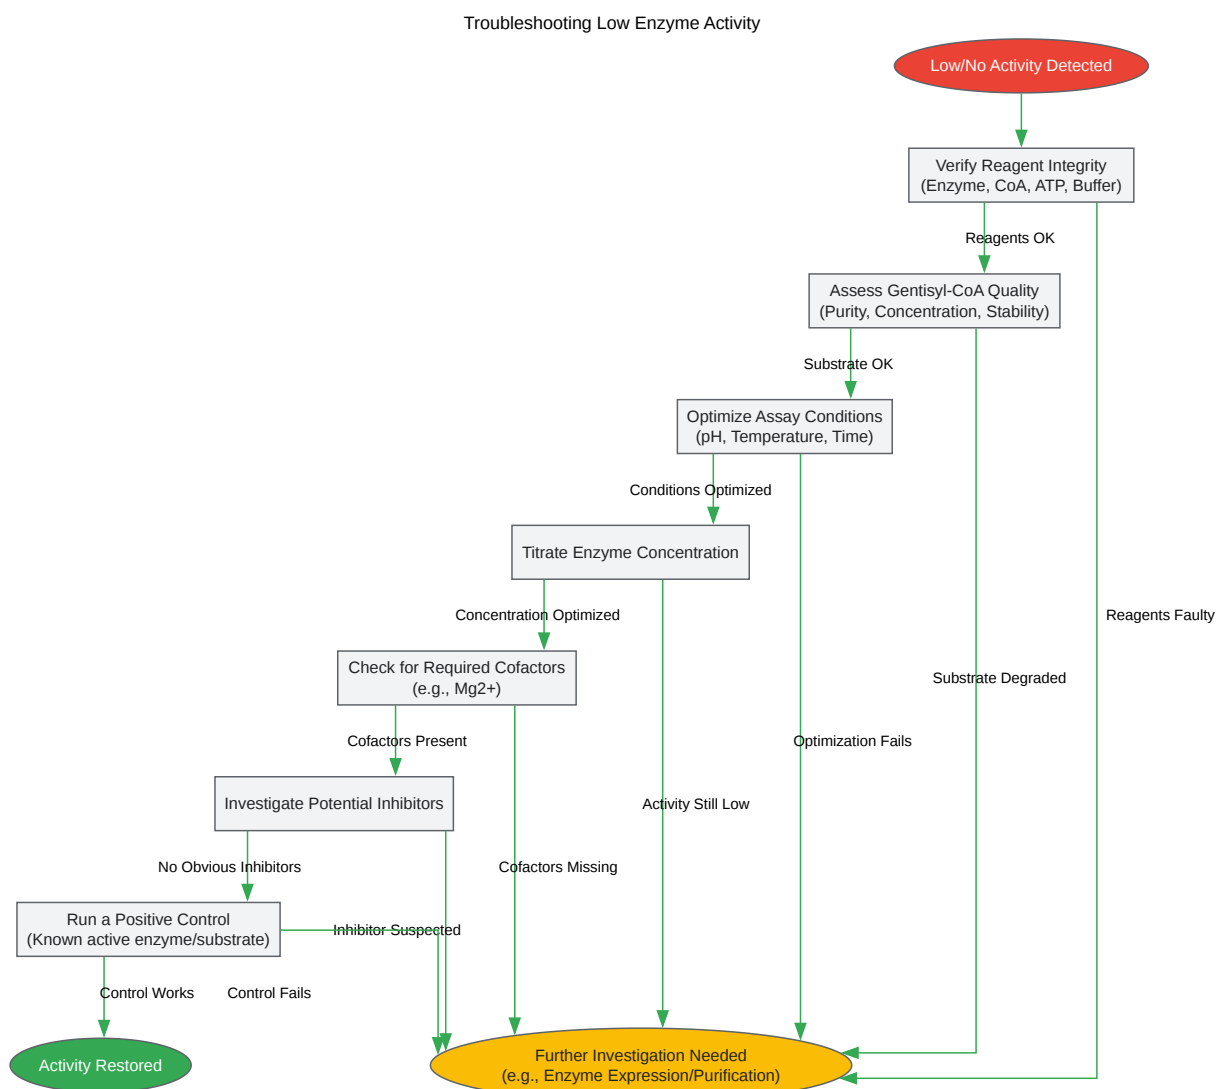 Troubleshooting Low Enzyme Activity
Low/No Activity Detected
Verify Reagent Integrity
(Enzyme, CoA, ATP, Buffer)
Reagents OK
Assess Gentisyl-CoA Quality
(Purity, Concentration, Stability)
Substrate OK
Optimize Assay Conditions
(pH, Temperature, Time)
Conditions Optimized
Titrate Enzyme Concentration
Concentration Optimized
Reagents Faulty
Check for Required Cofactors
(e.g., Mg2+)
Substrate Degraded
Cofactors Present
Optimization Fails
Investigate Potential Inhibitors
Activity Still Low
No Obvious Inhibitors
Cofactors Missing
Run a Positive Control
(Known active enzyme/substrate)
Inhibitor Suspected
Control Works
Control Fails
Activity Restored
Further Investigation Needed
(e.g., Enzyme Expression/Purification)